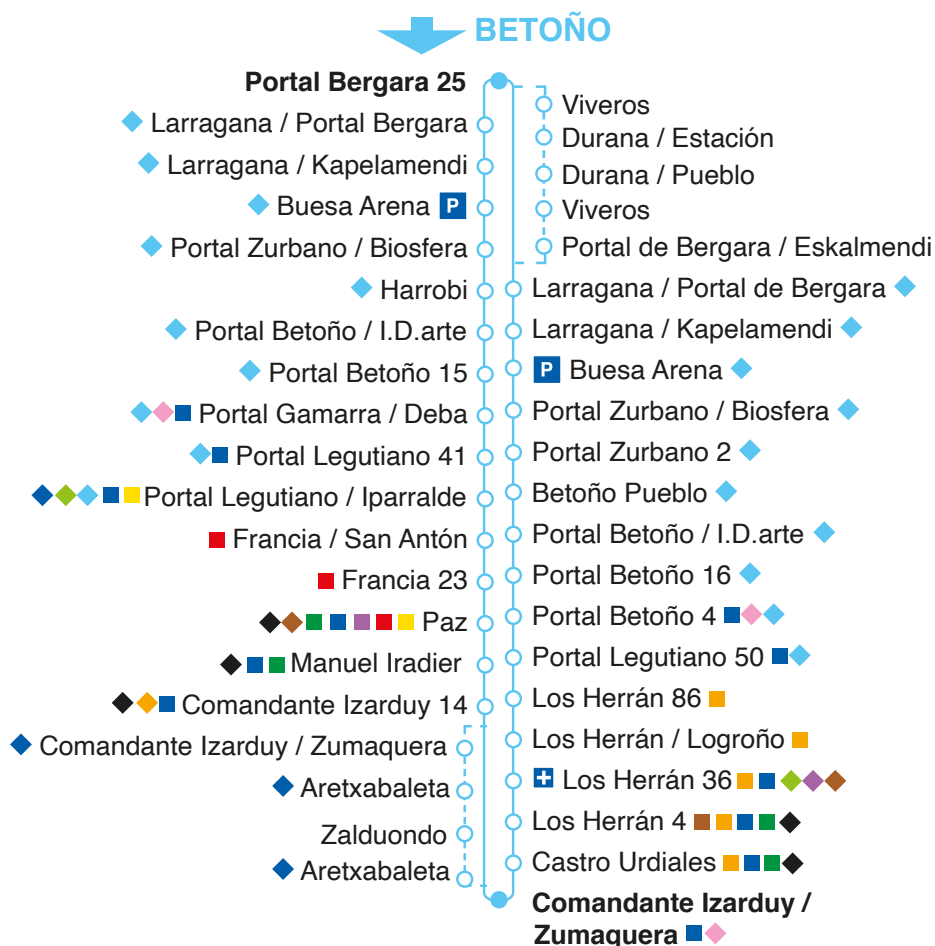 BETOÑO
Portal Bergara 25
Larragana / Portal Bergara
Larragana / Kapelamendi
Buesa Arena P
Portal Zurbano / Biosfera
Harrobi
Portal Betoño / I.D.arte
Portal Betoño 15
Portal Gamarra / Deba
Portal Legutiano 41
Portal Legutiano / Iparralde
Francia / San Antón
Francia 23
Paz
Manuel Iradier
Comandante Izarduy 14
Comandante Izarduy / Zumaquera
Aretxabaleta
Zalduondo
Aretxabaleta
Viveros
Durana / Estación
Durana / Pueblo
Viveros
Portal de Bergara / Eskalmendi
Larragana / Portal de Bergara
Larragana / Kapelamendi
P Buesa Arena
Portal Zurbano / Biosfera
Portal Zurbano 2
Betoño Pueblo
Portal Betoño / I.D.arte
Portal Betoño 16
Portal Betoño 4
Portal Legutiano 50
Los Herrán 86
Los Herrán / Logroño
Los Herrán 36
Los Herrán 4
Castro Urdiales
Comandante Izarduy /
Zumaquera